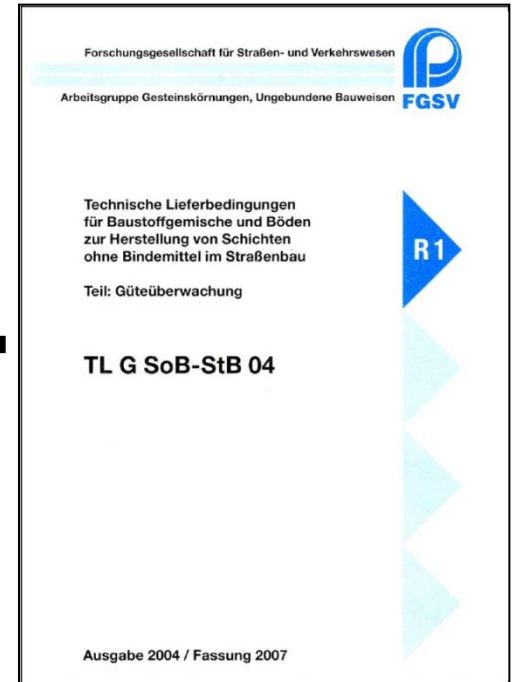 Forschungsgesellschaft für Straßen- und Verkehrswesen
Arbeitsgruppe Gesteinskörnungen, Ungebundene Bauweisen
FGSV
Technische Lieferbedingungen
für Baustoffgemische und Böden
zur Herstellung von Schichten
ohne Bindemittel im Straßenbau
R1
Teil: Güteüberwachung
TL G SoB-StB 04
Ausgabe 2004 / Fassung 2007